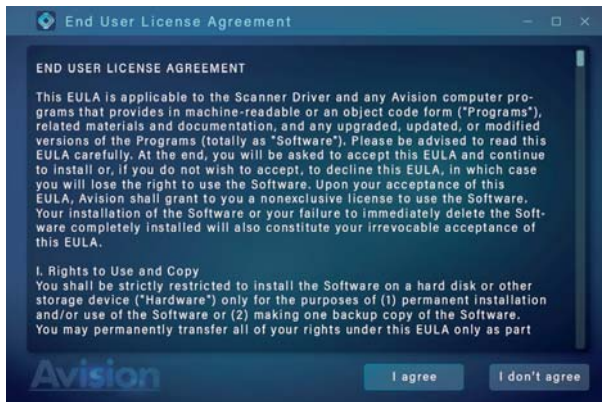 End User License Agreement
END USER LICENSE AGREEMENT
This EULA is applicable to the Scanner Driver and any Avision computer pro-
grams that provides in machine-readable or an object code form ("Programs"),
related materials and documentation, and any upgraded, updated, or modified
versions of the Programs (totally as "Software"). Please be advised to read this
EULA carefully. At the end, you will be asked to accept this EULA and continue
to install or, if you do not wish to accept, to decline this EULA, in which case
you will lose the right to use the Software. Upon your acceptance of this
EULA, Avision shall grant to you a nonexclusive license to use the Software.
Your installation of the Software or your failure to immediately delete the Soft-
ware completely installed will also constitute your irrevocable acceptance of
this EULA.
I. Rights to Use and Copy
You shall be strictly restricted to install the Software on a hard disk or other
storage device ("Hardware") only for the purposes of (1) permanent installation
and/or use of the Software or (2) making one backup copy of the Software.
You may permanently transfer all of your rights under this EULA only as part
Avision
I agree
I don't agree